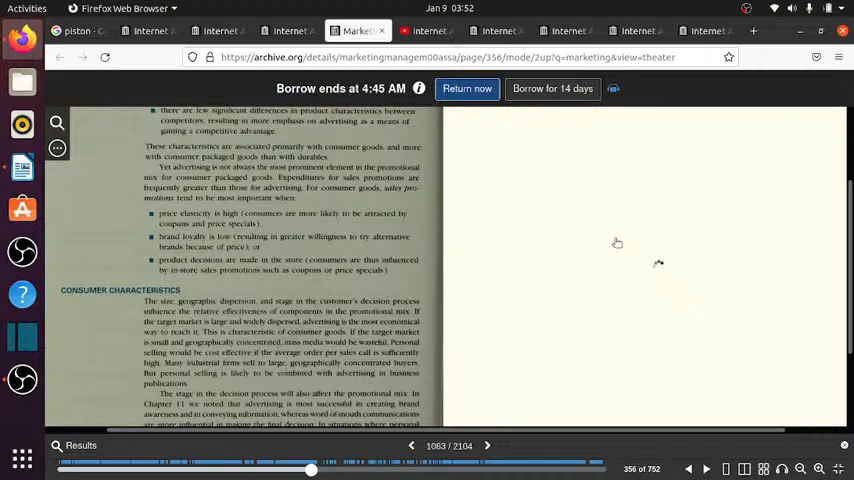 Activities
Firefox Web Browser
Jan 9 03:52
piston -
Internet A
Internet A
Internet A
Marketi
Internet A
Internet A
Internet A
Internet A
Internet A
https://archive.org/details/marketingmanagem00assa/page/356/mode/2up?q=marketing&view=theater
Borrow ends at 4:45 AM
Return now
Borrow for 14 days
■ there are few significant differences in product characteristics between
competitors, resulting in more emphasis on advertising as a means of
gaining a competitive advantage.
These characteristics are associated primarily with consumer goods, and more
with consumer packaged goods than with durables
Yet advertising is not always the most prominent element in the promotional
mix for consumer packaged goods. Expenditures for sales promotions are
frequently greater than those for advertising. For consumer goods, sales pro-
motions tend to be most important when:
■ price elasticity is high (consumers are more likely to be attracted by
coupons and price specials);
■ brand loyalty is low (resulting in greater willingness to try alternative
brands because of price); or
■ product decisions are made in the store (consumers are thus influenced
by in-store sales promotions such as coupons or price specials)
CONSUMER CHARACTERISTICS
The size, geographic dispersion, and stage in the customer's decision process
influence the relative effectiveness of components in the promotional mix. If
the target market is large and widely dispersed, advertising is the most economical
way to reach it. This is characteristic of consumer goods. If the target market
is small and geographically concentrated, mass media would be wasteful. Personal
selling would be cost effective if the average order per sales call is sufficiently
high. Many industrial firms sell to large, geographically concentrated buyers.
But personal selling is likely to be combined with advertising in business
publications.
The stage in the decision process will also affect the promotional mix. In
Chapter 11 we noted that advertising is most successful in creating brand
awareness and in conveying information, whereas word-of-mouth communications
are more influential in making the final decision. In situations where personal
Results
1083 / 2104
356 of 752